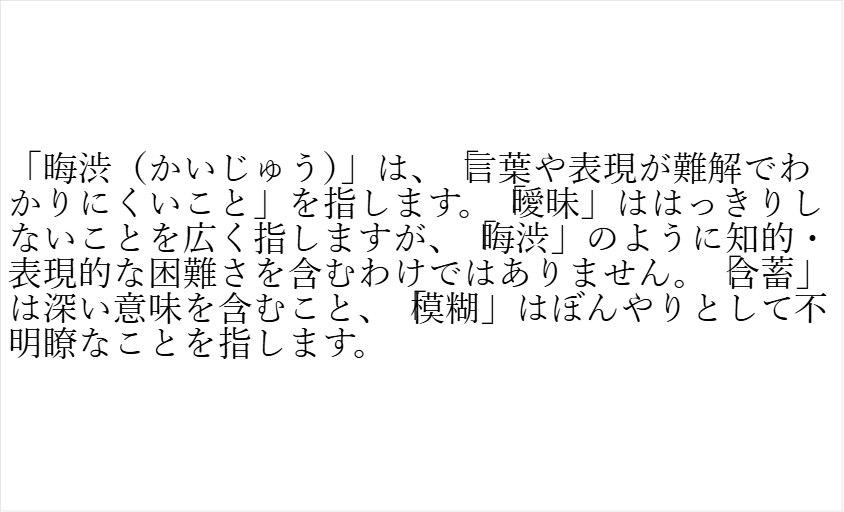 「晦渋（かいじゅう）」は、「言葉や表現が難解でわ
かりにくいこと」を指します。「曖昧」ははっきりし
ないことを広く指しますが、「晦渋」のように知的・
表現的な困難さを含むわけではありません。「含蓄」
は深い意味を含むこと、「模糊」はぼんやりとして不
明瞭なことを指します。